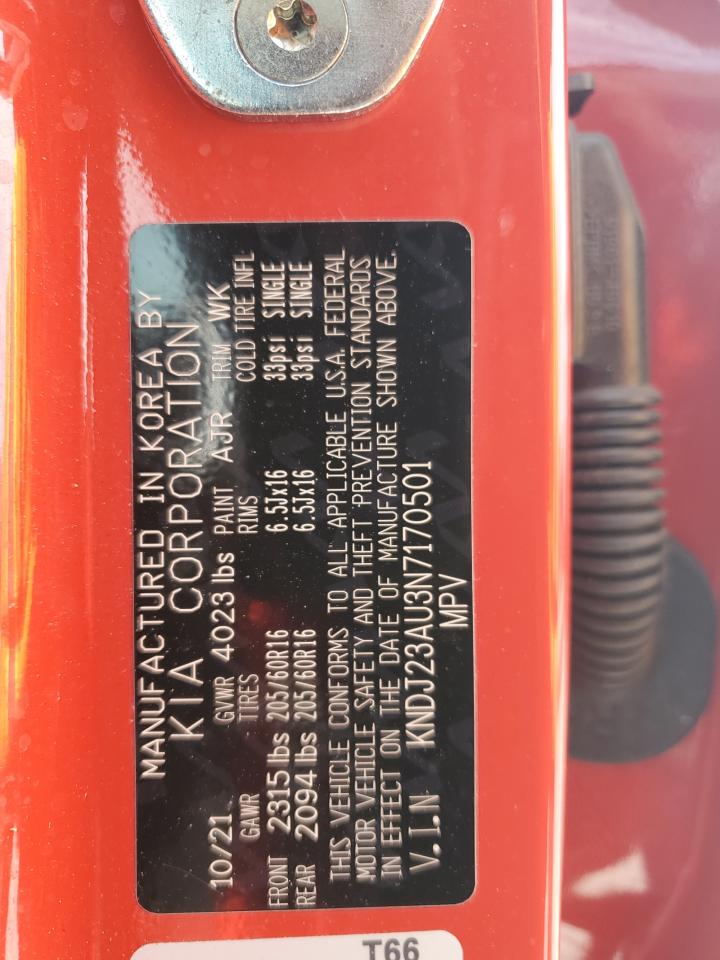 MANUFACTURED IN KOREA BY
KIA CORPORATION
10/21 GVWR 4023 lbs PAINT AJR TRIM WK
GAWR TIRES RIMS COLD TIRE INFL
FRONT 2315 lbs 205/60R16 6.5Jx16 33psi SINGLE
REAR 2094 lbs 205/60R16 6.5Jx16 33psi SINGLE
THIS VEHICLE CONFORMS TO ALL APPLICABLE U.S.A. FEDERAL
MOTOR VEHICLE SAFETY AND THEFT PREVENTION STANDARDS
IN EFFECT ON THE DATE OF MANUFACTURE SHOWN ABOVE.
V.I.N KNDJ23AU3N7170501
MPV
T66